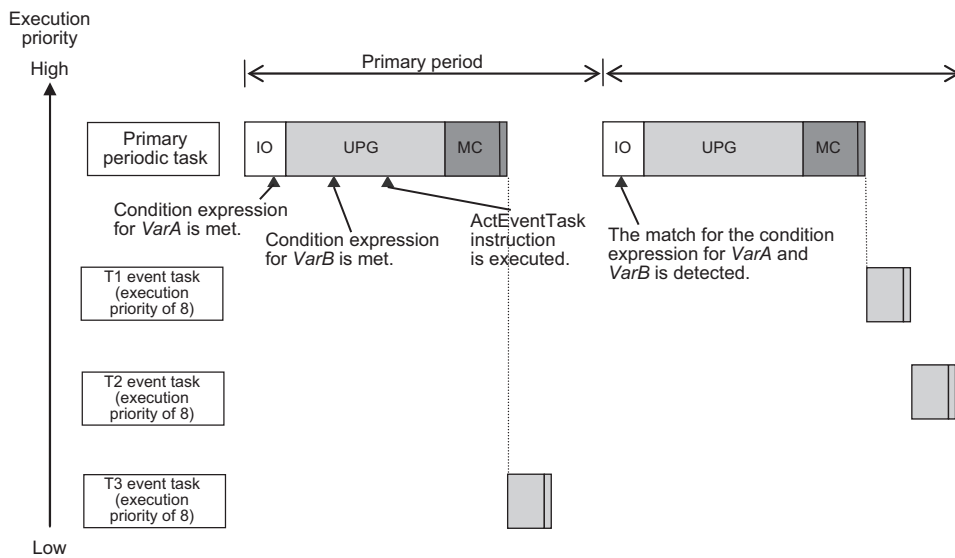 Execution
priority
High
Primary period
Primary
periodic task
IO
UPG
MC
IO
UPG
MC
Condition expression
for VarA is met.
Condition expression
for VarB is met.
ActEventTask
instruction
is executed.
The match for the condition
expression for VarA and
VarB is detected.
T1 event task
(execution
priority of 8)
T2 event task
(execution
priority of 8)
T3 event task
(execution
priority of 8)
Low